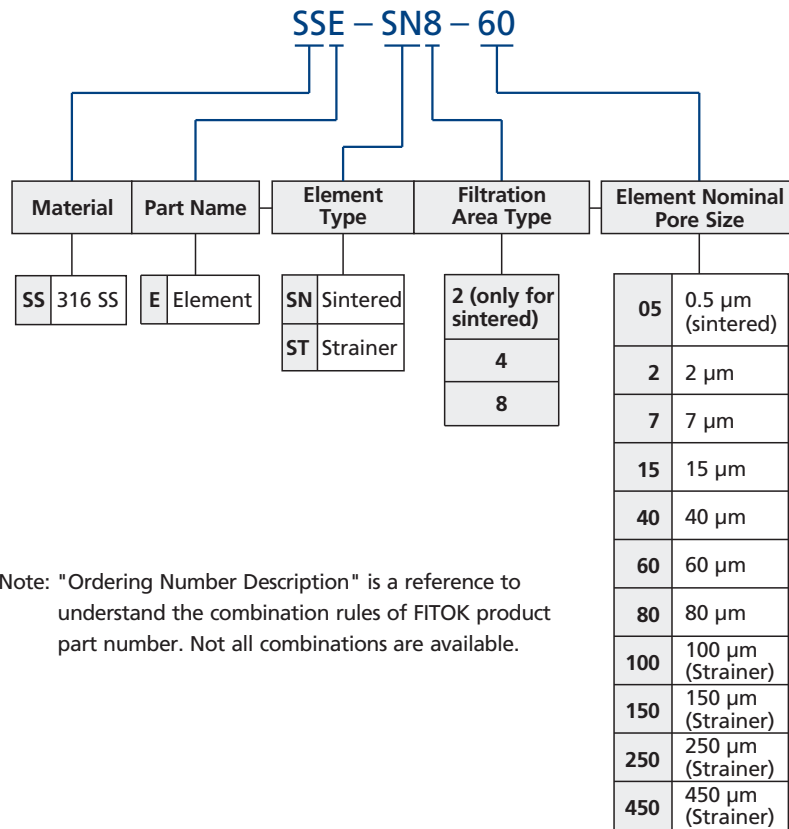 SSE – SN8 – 60
Material
Part Name
Element
Type
Filtration
Area Type
Element Nominal
Pore Size
SS 316 SS
E Element
SN Sintered
ST Strainer
2 (only for
sintered)
4
8
05 0.5 µm
(sintered)
2 2 µm
7 7 µm
15 15 µm
40 40 µm
60 60 µm
80 80 µm
100 100 µm
(Strainer)
150 150 µm
(Strainer)
250 250 µm
(Strainer)
450 450 µm
(Strainer)
Note: "Ordering Number Description" is a reference to
understand the combination rules of FITOK product
part number. Not all combinations are available.